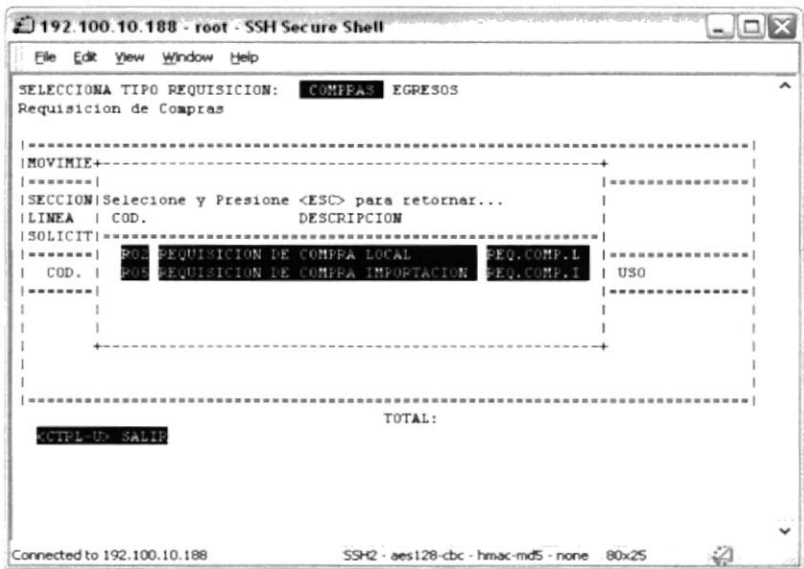 192.100.10.188 - root - SSH Secure Shell
File Edit View Window Help
SELECCIONA TIPO REQUISICION: COMPRAS EGRESOS
Requisicion de Compras
MOVIMIE
SECCION Selecione y Presione <ESC> para retornar...
LINEA COD. DESCRIPCION
SOLICIT
R02 REQUISICION DE COMPRA LOCAL REQ.COMP.L
COD. R05 REQUISICION DE COMPRA IMPORTACION REQ.COMP.I USO
TOTAL:
<CTRL-U> SALIR
Connected to 192.100.10.188 SSH2 - aes128-cbc - hmac-md5 - none 80x25